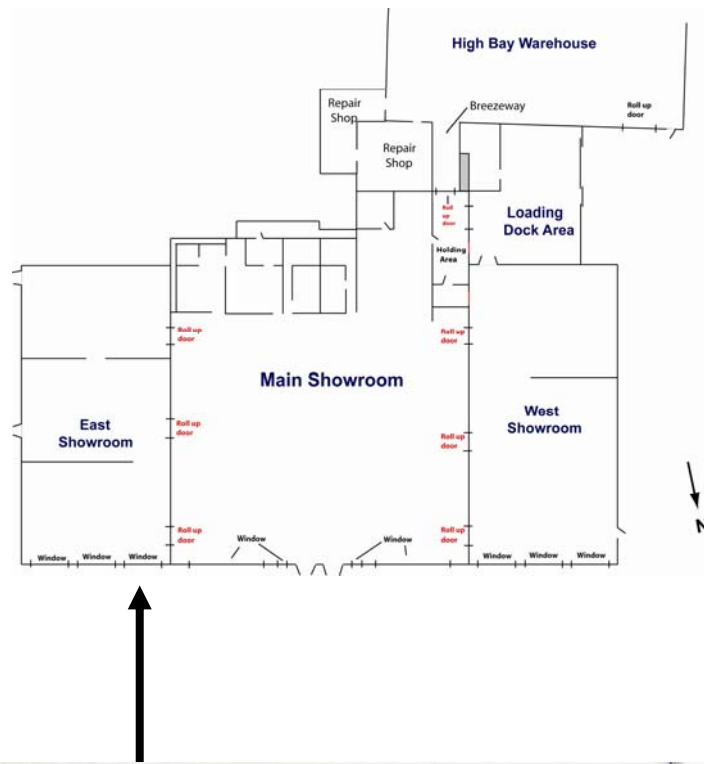 High Bay Warehouse
Repair
Shop
Breezeway
Roll up
door
Repair
Shop
Roll
up
door
Loading
Dock Area
Holding
Area
Roll up
door
Roll up
door
Main Showroom
East
Showroom
Roll up
door
West
Showroom
Roll up
door
Roll up
door
Roll up
door
N
Window
Window
Window
Window
Window
Window
Window
Window